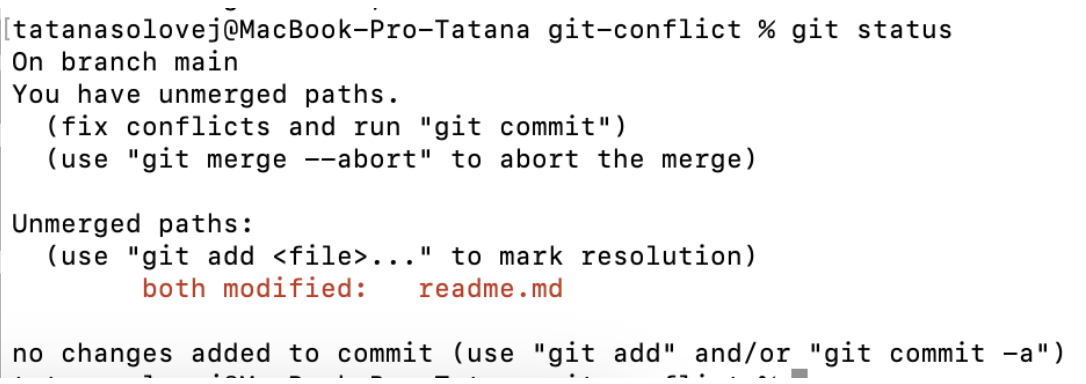 [tatanasolovej@MacBook-Pro-Tatana git-conflict % git status
On branch main
You have unmerged paths.
  (fix conflicts and run "git commit")
  (use "git merge --abort" to abort the merge)

Unmerged paths:
  (use "git add <file>..." to mark resolution)
        both modified:   readme.md

no changes added to commit (use "git add" and/or "git commit -a")